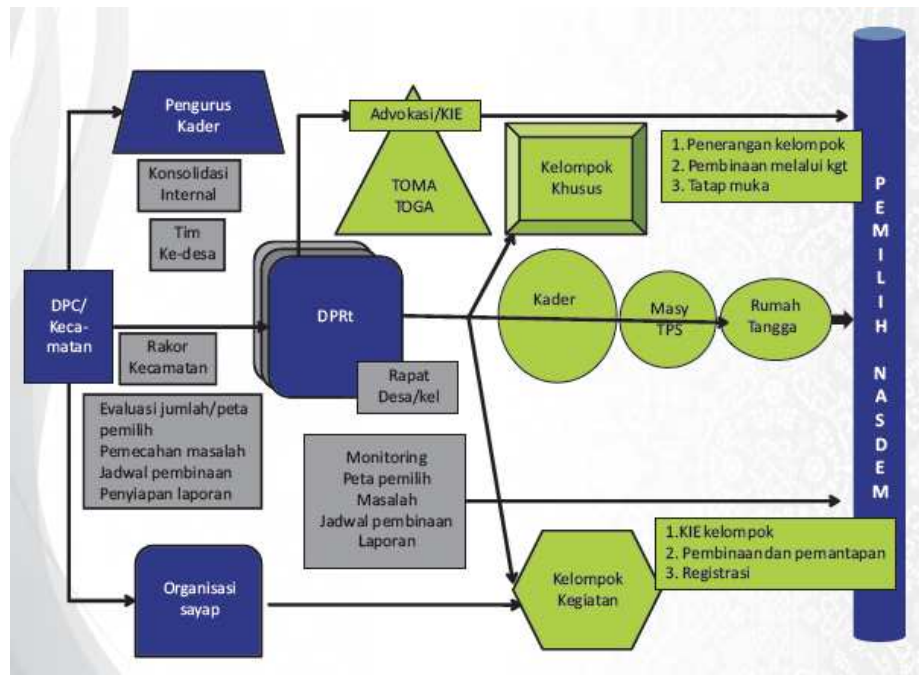 Pengurus
Kader
Konsolidasi
Internal
Tim
Ke-desa
DPC/
Keca-
matan
Rakor
Kecamatan
Evaluasi jumlah/peta
pemilih
Pemecahan masalah
Jadwal pembinaan
Penyiapan laporan
Organisasi
sayap
Advokasi/KIE
TOMA
TOGA
DPRt
Rapat
Desa/kel
Monitoring
Peta pemilih
Masalah
Jadwal pembinaan
Laporan
Kelompok
Khusus
1. Penerangan kelompok
2. Pembinaan melalui kgt
3. Tatap muka
Kader
Masy
TPS
Rumah
Tangga
Kelompok
Kegiatan
1.KIE kelompok
2. Pembinaan dan pemantapan
3. Registrasi
PEMILIH NASDEM